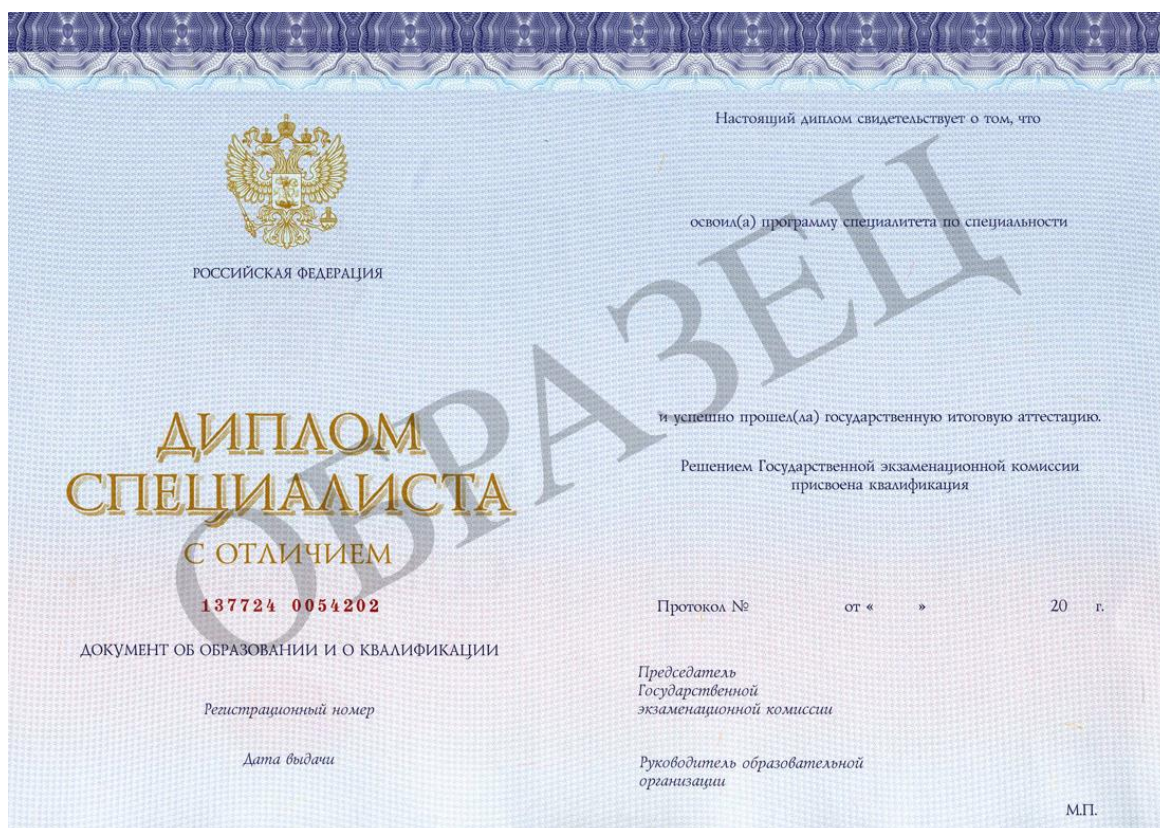 РОССИЙСКАЯ ФЕДЕРАЦИЯ
ДИПЛОМ
СПЕЦИАЛИСТА
С ОТЛИЧИЕМ
137724 0054202
ДОКУМЕНТ ОБ ОБРАЗОВАНИИ И О КВАЛИФИКАЦИИ
Регистрационный номер
Дата выдачи
Настоящий диплом свидетельствует о том, что
освоил(а) программу специалитета по специальности
и успешно прошел(ла) государственную итоговую аттестацию.
Решением Государственной экзаменационной комиссии
присвоена квалификация
Протокол № от « » 20 г.
Председатель
Государственной
экзаменационной комиссии
Руководитель образовательной
организации
М.П.
ОБРАЗЕЦ